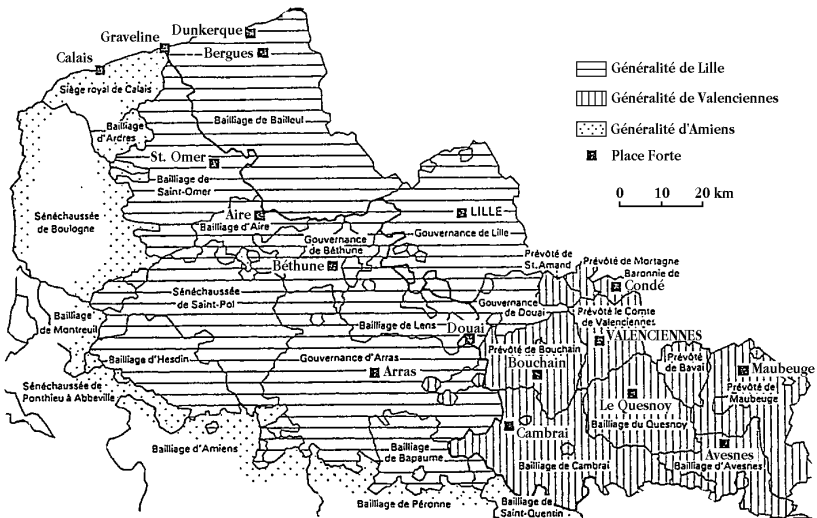 Dunkerque
Graveline
Bergues
Calais
Siège royal de Calais
Généralité de Lille
Généralité de Valenciennes
Généralité d'Amiens
Place Forte
0 10 20 km
Bailliage
d'Ardres
Bailliage de Bailleul
St. Omer
Bailliage de
Saint-Omer
Sénéchaussée
de Boulogne
Aire
Bailliage d'Aire
LILLE
Gouvernance de Lille
Gouvernance
de Béthune
Béthune
Prévôté de
St. Amand
Prévôté de Mortagne
Baronnie de
Condé
Sénéchaussée
de Saint-Pol
Gouvernance
de Douai
Prévôté le Comte
de Valenciennes
Bailliage
de Montreuil
Bailliage de Lens
Douai
VALENCIENNES
Prévôté de Bouchain
Bouchain
Prévôté
de Bavai
Maubeuge
Prévôté de
Maubeuge
Bailliage d'Hesdin
Gouvernance d'Arras
Arras
Sénéchaussée de
Ponthieu à Abbeville
Le Quesnoy
Bailliage du Quesnoy
Cambrai
Bailliage de Cambrai
Avesnes
Bailliage d'Avesnes
Bailliage d'Amiens
Bailliage
de Bapaume
Bailliage de Péronne
Bailliage de
Saint-Quentin